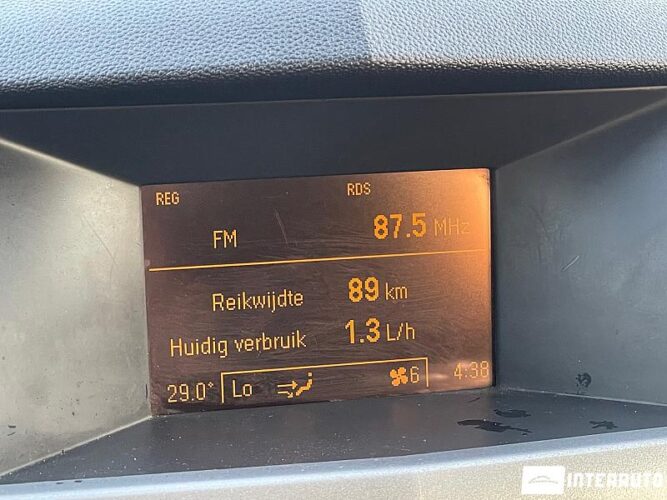 REG RDS
FM 87.5 MHz
Reikwijdte 89 km
Huidig verbruik 1.3 L/h
29.0° Lo 6 4:38
INTERAUTO